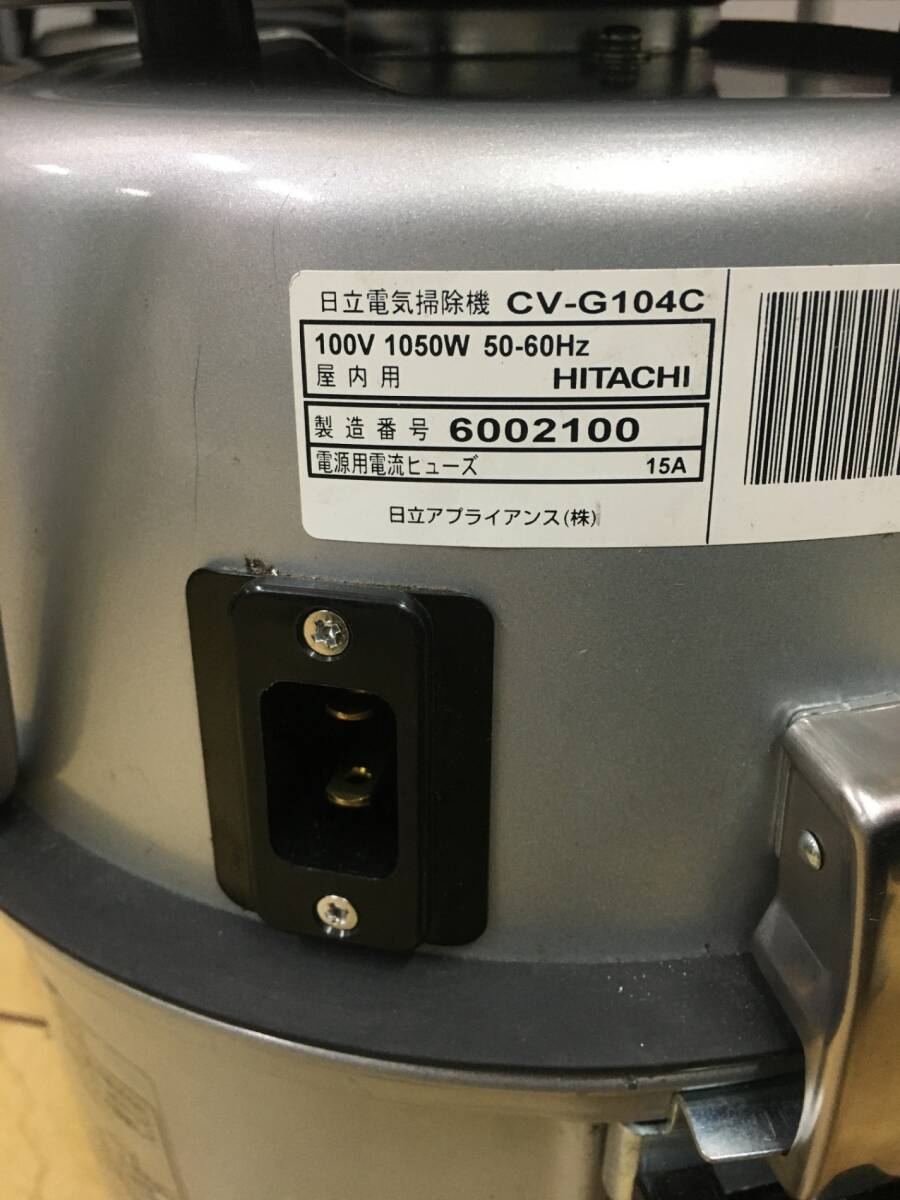 日立電気掃除機 CV-G104C
100V 1050W 50-60Hz
屋内用 HITACHI
製造番号 6002100
電源用電流ヒューズ 15A
日立アプライアンス(株)